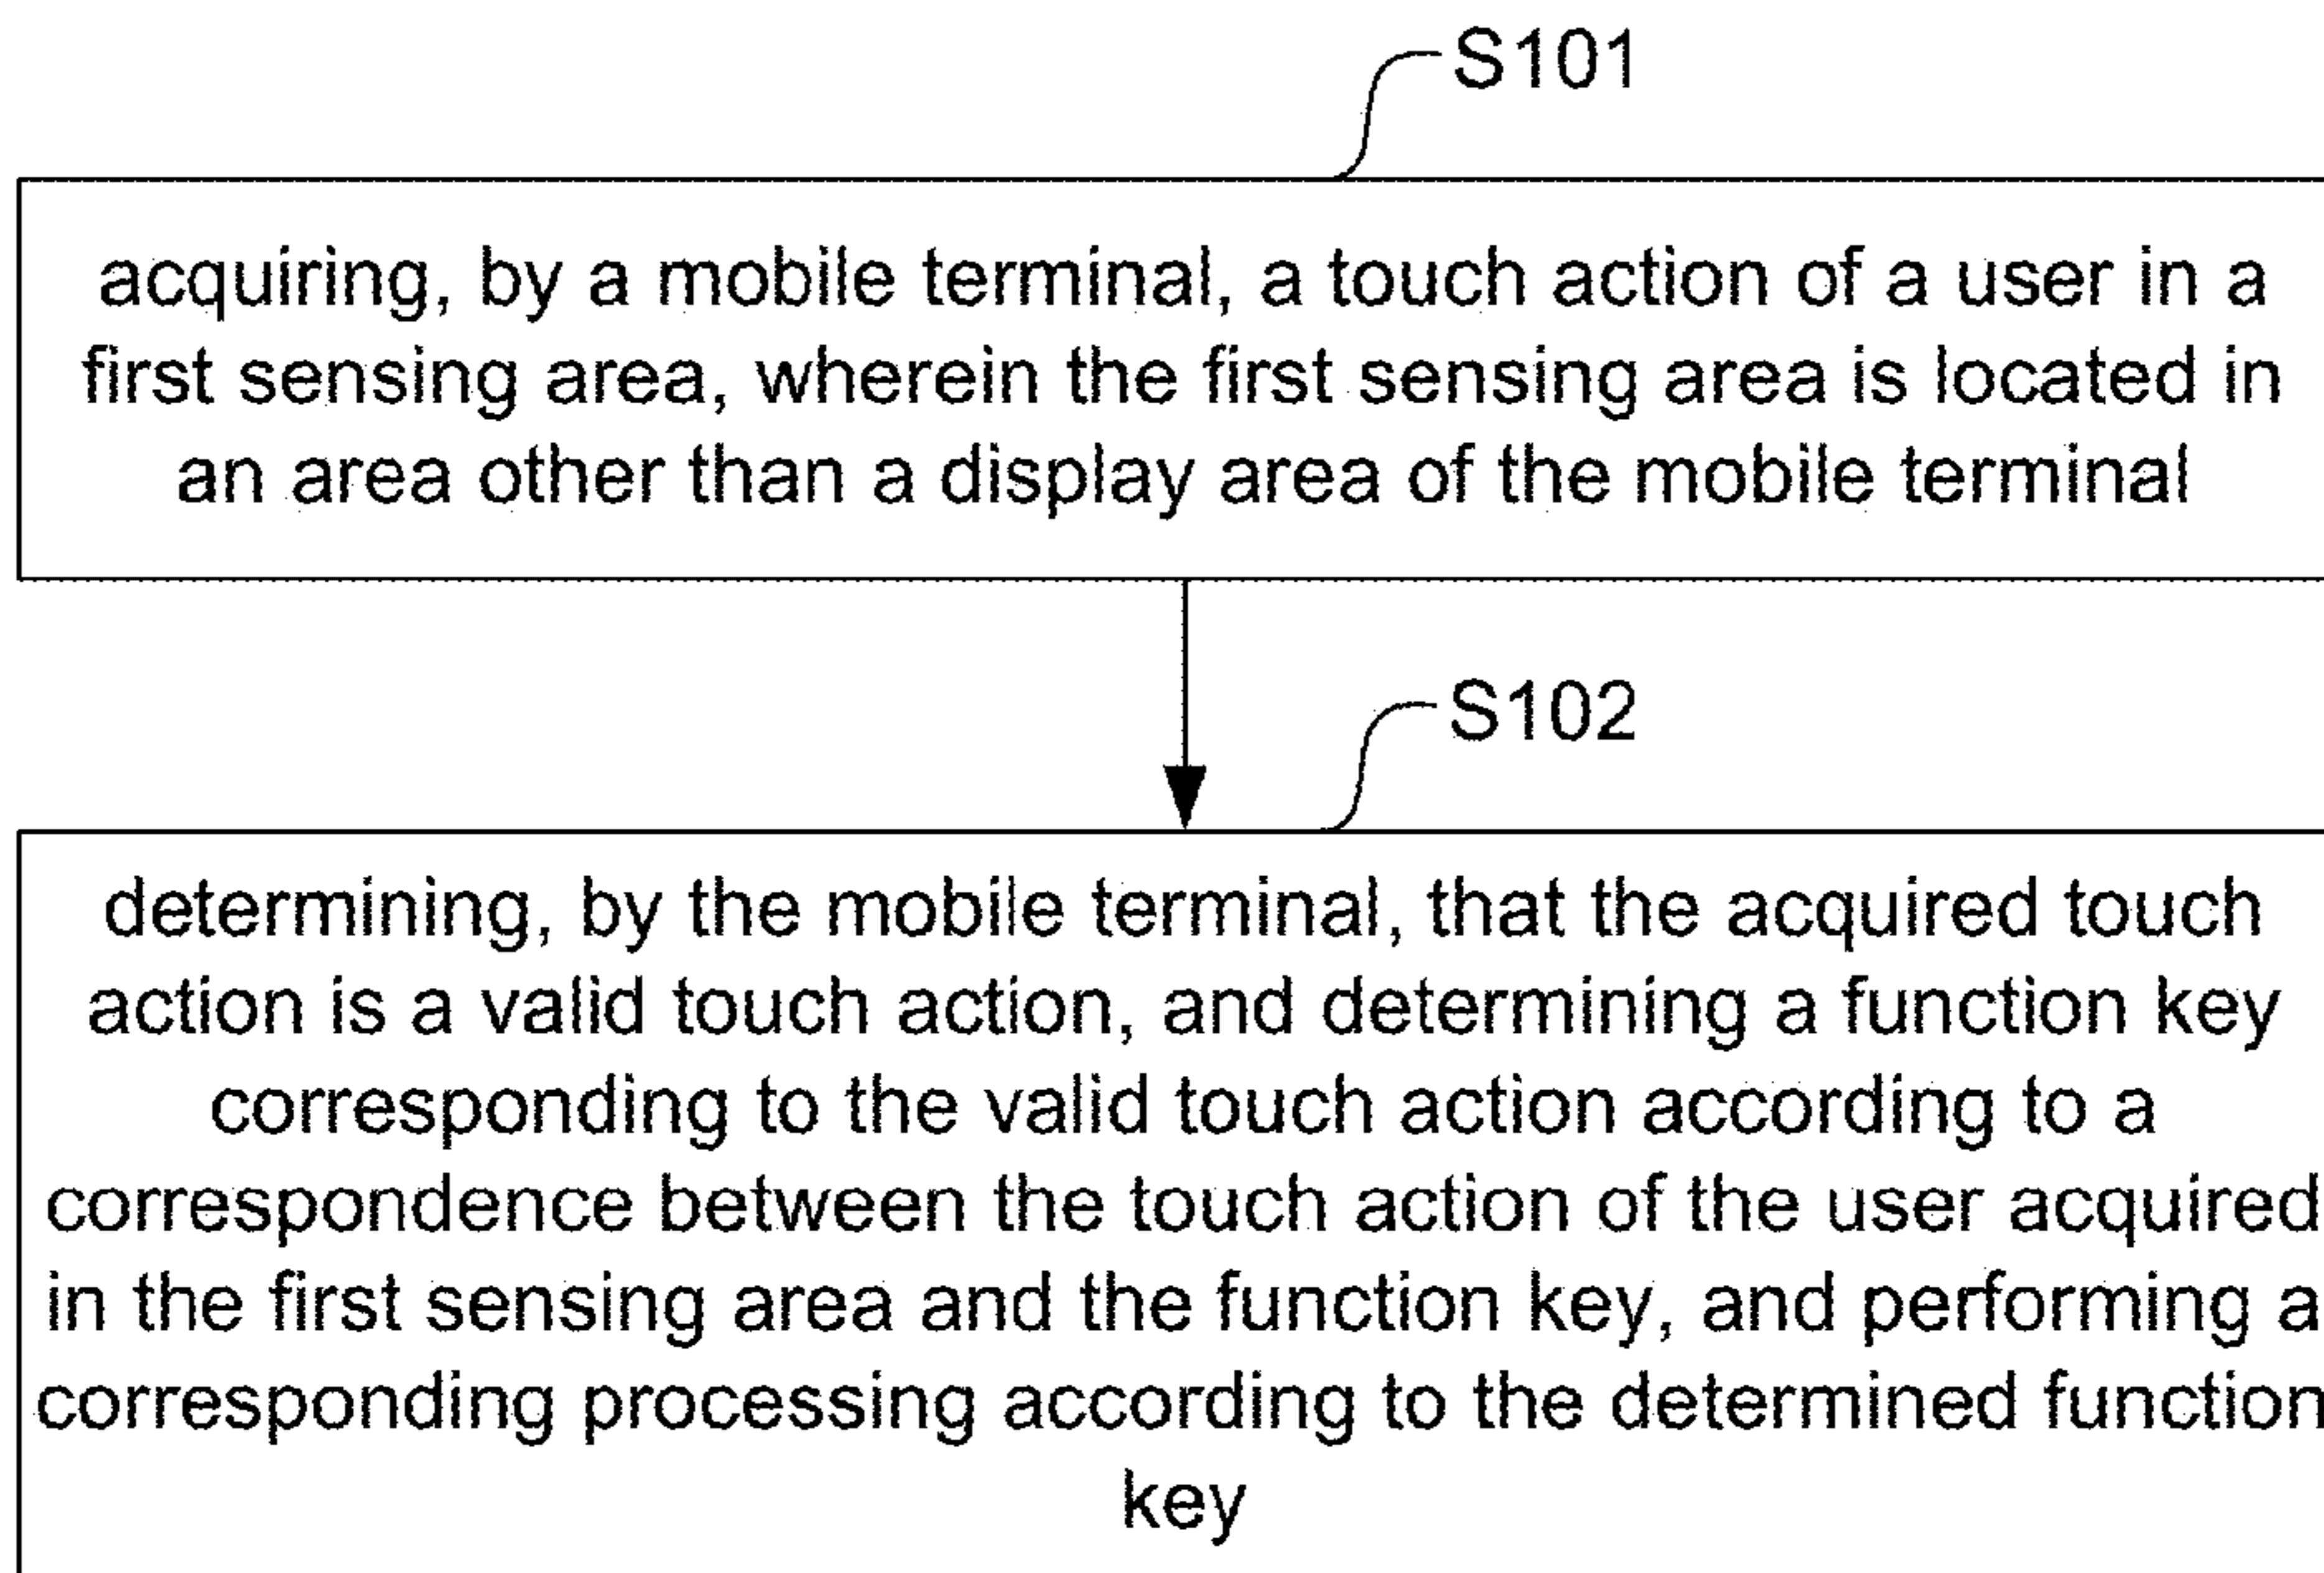 S101
acquiring, by a mobile terminal, a touch action of a user in a
first sensing area, wherein the first sensing area is located in
an area other than a display area of the mobile terminal
S102
determining, by the mobile terminal, that the acquired touch
action is a valid touch action, and determining a function key
corresponding to the valid touch action according to a
correspondence between the touch action of the user acquired
in the first sensing area and the function key, and performing a
corresponding processing according to the determined function
key